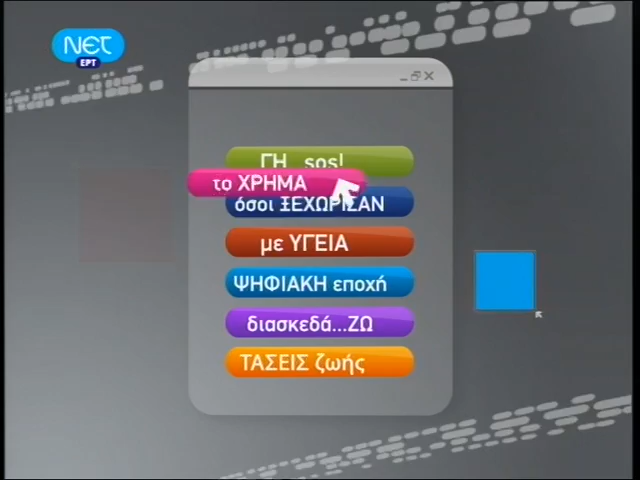 NET
ΕΡΤ
ΓΗ...sos!
το ΧΡΗΜΑ
όσοι ΞΕΧΩΡΙΣΑΝ
με ΥΓΕΙΑ
ΨΗΦΙΑΚΗ εποχή
διασκεδά...ΖΩ
ΤΑΣΕΙΣ ζωής